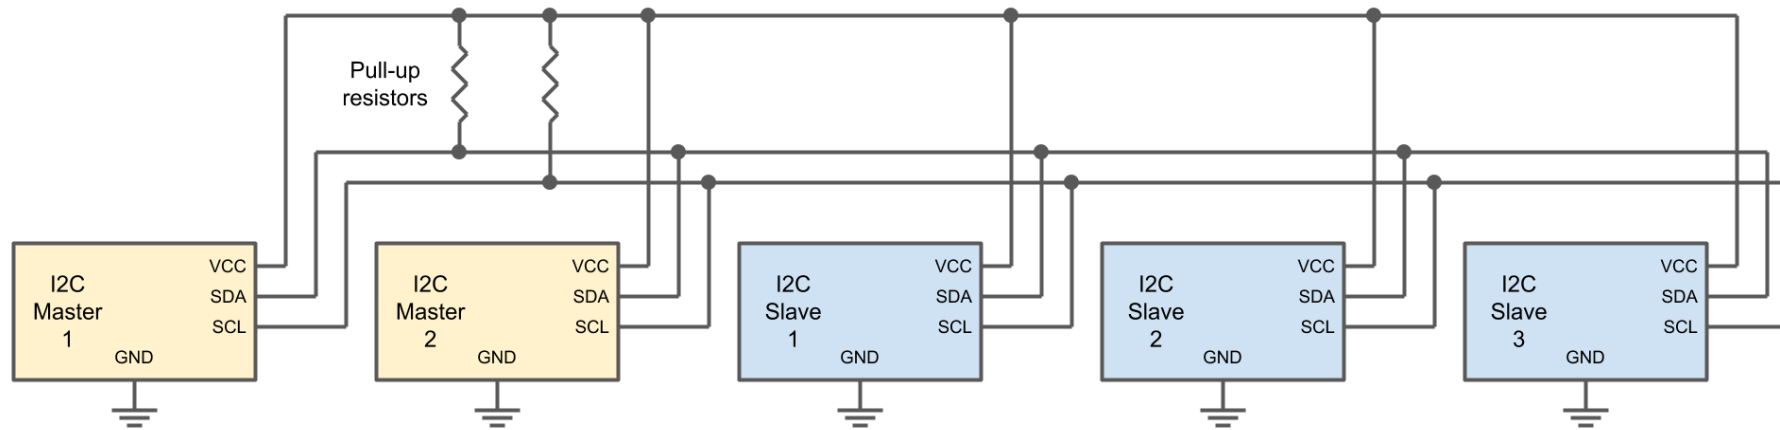 Pull-up
resistors
I2C
Master
1
VCC
SDA
SCL
GND
I2C
Master
2
VCC
SDA
SCL
GND
I2C
Slave
1
VCC
SDA
SCL
GND
I2C
Slave
2
VCC
SDA
SCL
GND
I2C
Slave
3
VCC
SDA
SCL
GND